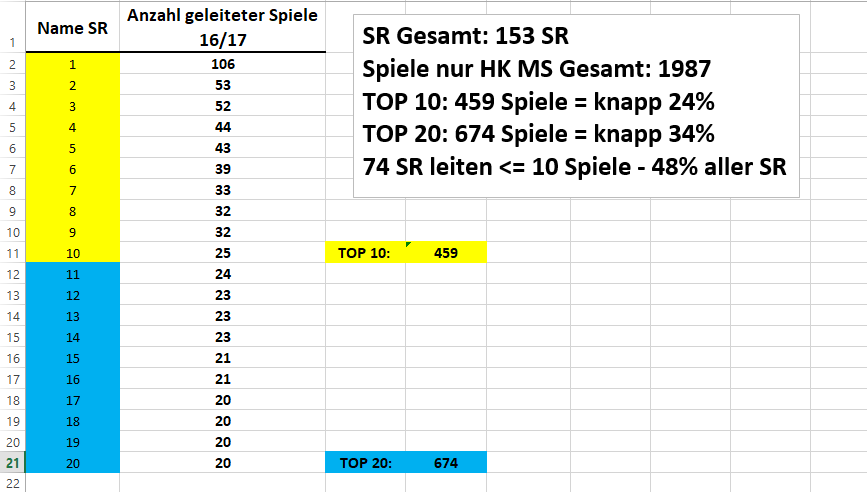 Name SR
Anzahl geleiteter Spiele
16/17
SR Gesamt: 153 SR
Spiele nur HK MS Gesamt: 1987
TOP 10: 459 Spiele = knapp 24%
TOP 20: 674 Spiele = knapp 34%
74 SR leiten <= 10 Spiele - 48% aller SR
1
2 1 106
3 2 53
4 3 52
5 4 44
6 5 43
7 6 39
8 7 33
9 8 32
10 9 32
11 10 25 TOP 10: 459
12 11 24
13 12 23
14 13 23
15 14 23
16 15 21
17 16 21
18 17 20
19 18 20
20 19 20
21 20 20 TOP 20: 674
22